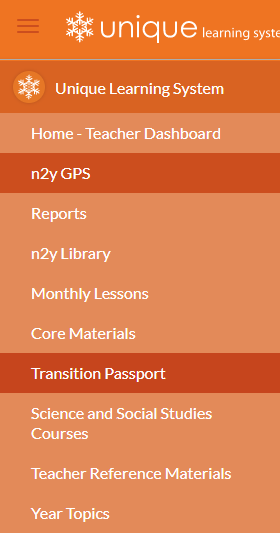 unique learning syste
Unique Learning System
Home - Teacher Dashboard
n2y GPS
Reports
n2y Library
Monthly Lessons
Core Materials
Transition Passport
Science and Social Studies
Courses
Teacher Reference Materials
Year Topics